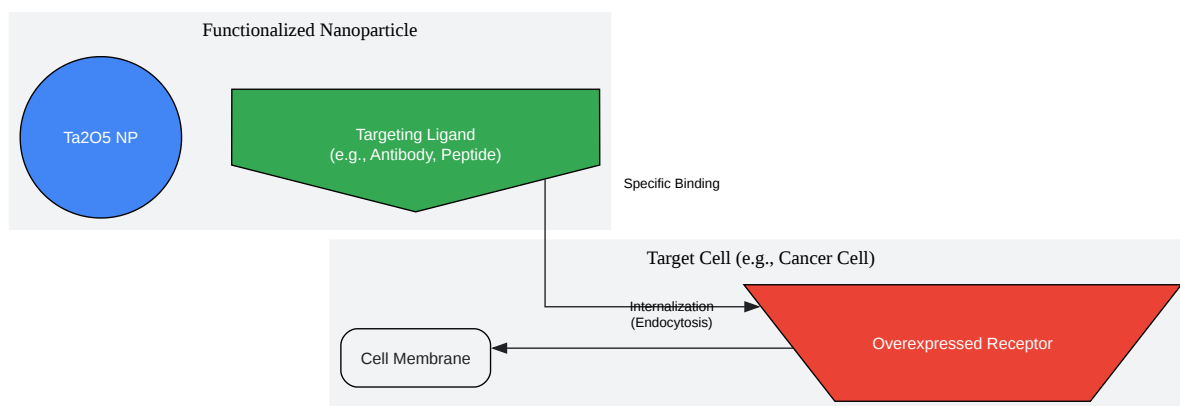 Functionalized Nanoparticle
Ta2O5 NP
Targeting Ligand
(e.g., Antibody, Peptide)
Specific Binding
Target Cell (e.g., Cancer Cell)
Internalization
(Endocytosis)
Overexpressed Receptor
Cell Membrane